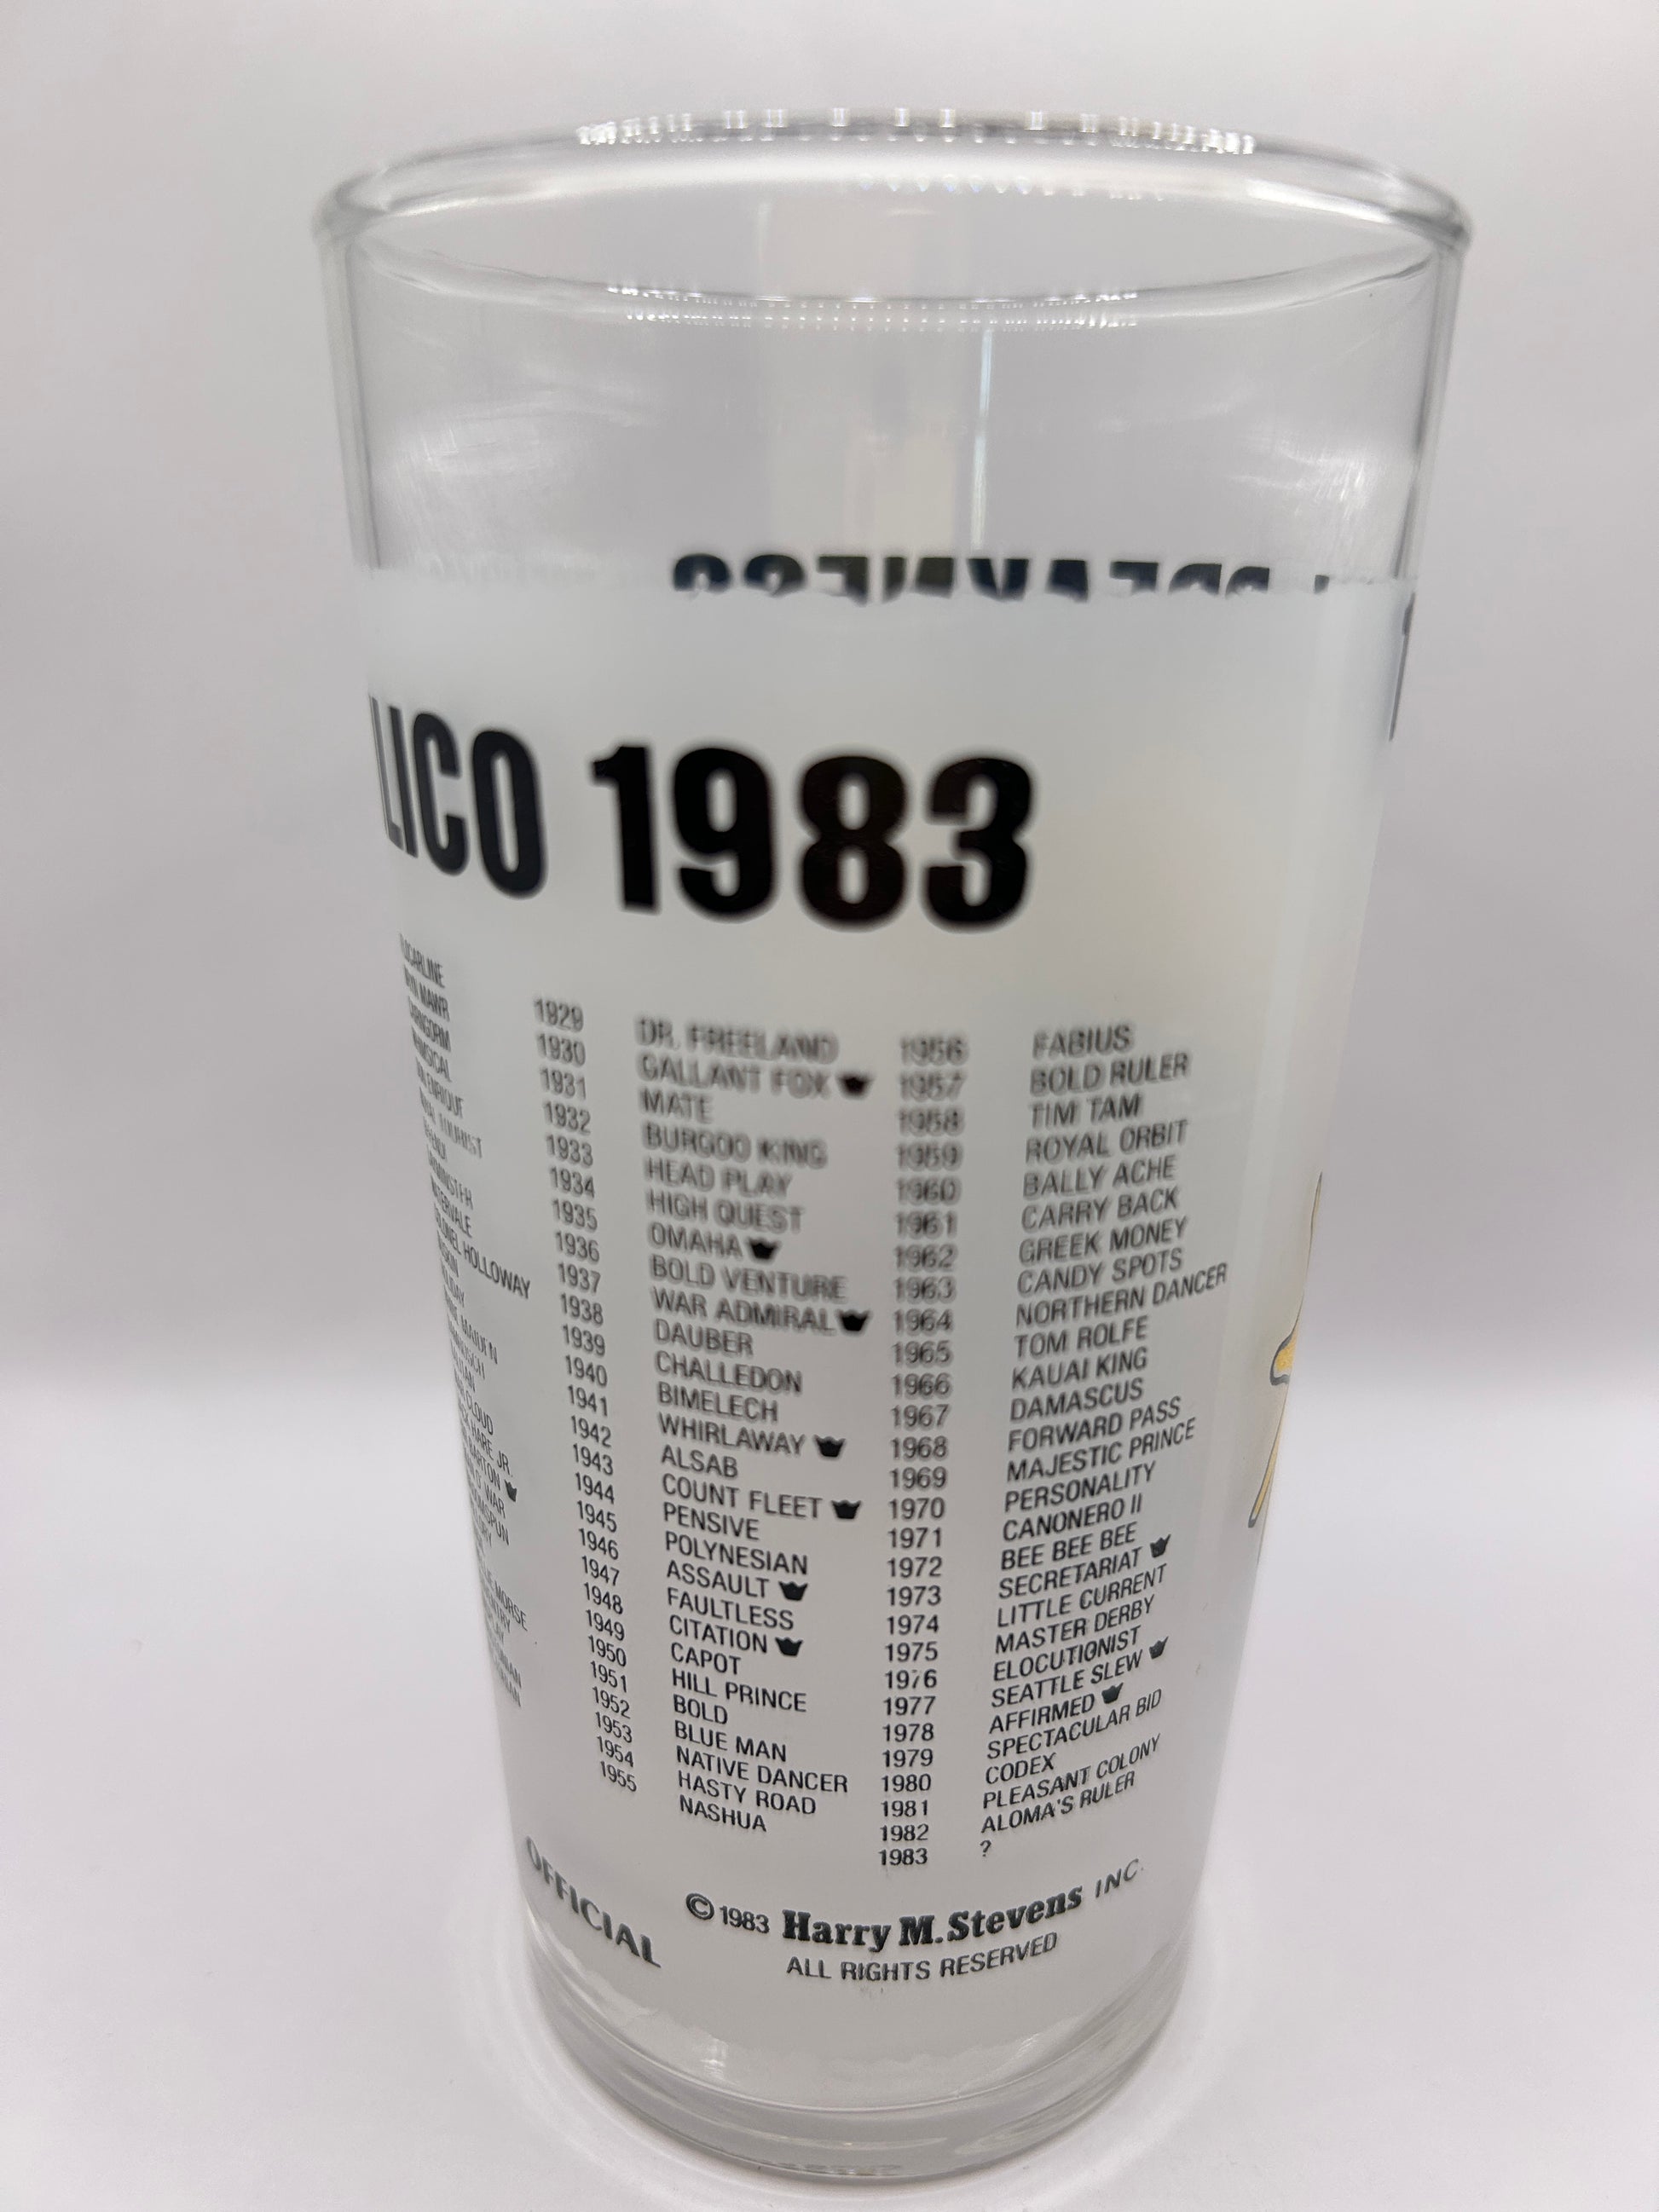 PREAKNESS
LICO 1983
HOLLOWAY
1929 DR. FREELAND
1930 GALLANT FOX
1931 MATE
1932 BURGOO KING
1933 HEAD PLAY
1934 HIGH QUEST
1935 OMAHA
1936 BOLD VENTURE
1937 WAR ADMIRAL
1938 DAUBER
1939 CHALLEDON
1940 BIMELECH
1941 WHIRLAWAY
1942 ALSAB
1943 COUNT FLEET
1944 PENSIVE
1945 POLYNESIAN
1946 ASSAULT
1947 FAULTLESS
1948 CITATION
1949 CAPOT
1950 HILL PRINCE
1951 BOLD
1952 BLUE MAN
1953 NATIVE DANCER
1954 HASTY ROAD
1955 NASHUA
1956 FABIUS
1957 BOLD RULER
1958 TIM TAM
1959 ROYAL ORBIT
1960 BALLY ACHE
1961 CARRY BACK
1962 GREEK MONEY
1963 CANDY SPOTS
1964 NORTHERN DANCER
1965 TOM ROLFE
1966 KAUAI KING
1967 DAMASCUS
1968 FORWARD PASS
1969 MAJESTIC PRINCE
1970 PERSONALITY
1971 CANONERO II
1972 BEE BEE BEE
1973 SECRETARIAT
1974 LITTLE CURRENT
1975 MASTER DERBY
1976 ELOCUTIONIST
1977 SEATTLE SLEW
1978 AFFIRMED
1979 SPECTACULAR BID
1980 CODEX
1981 PLEASANT COLONY
1982 ALOMA'S RULER
1983 ?
OFFICIAL
© 1983 Harry M. Stevens INC.
ALL RIGHTS RESERVED